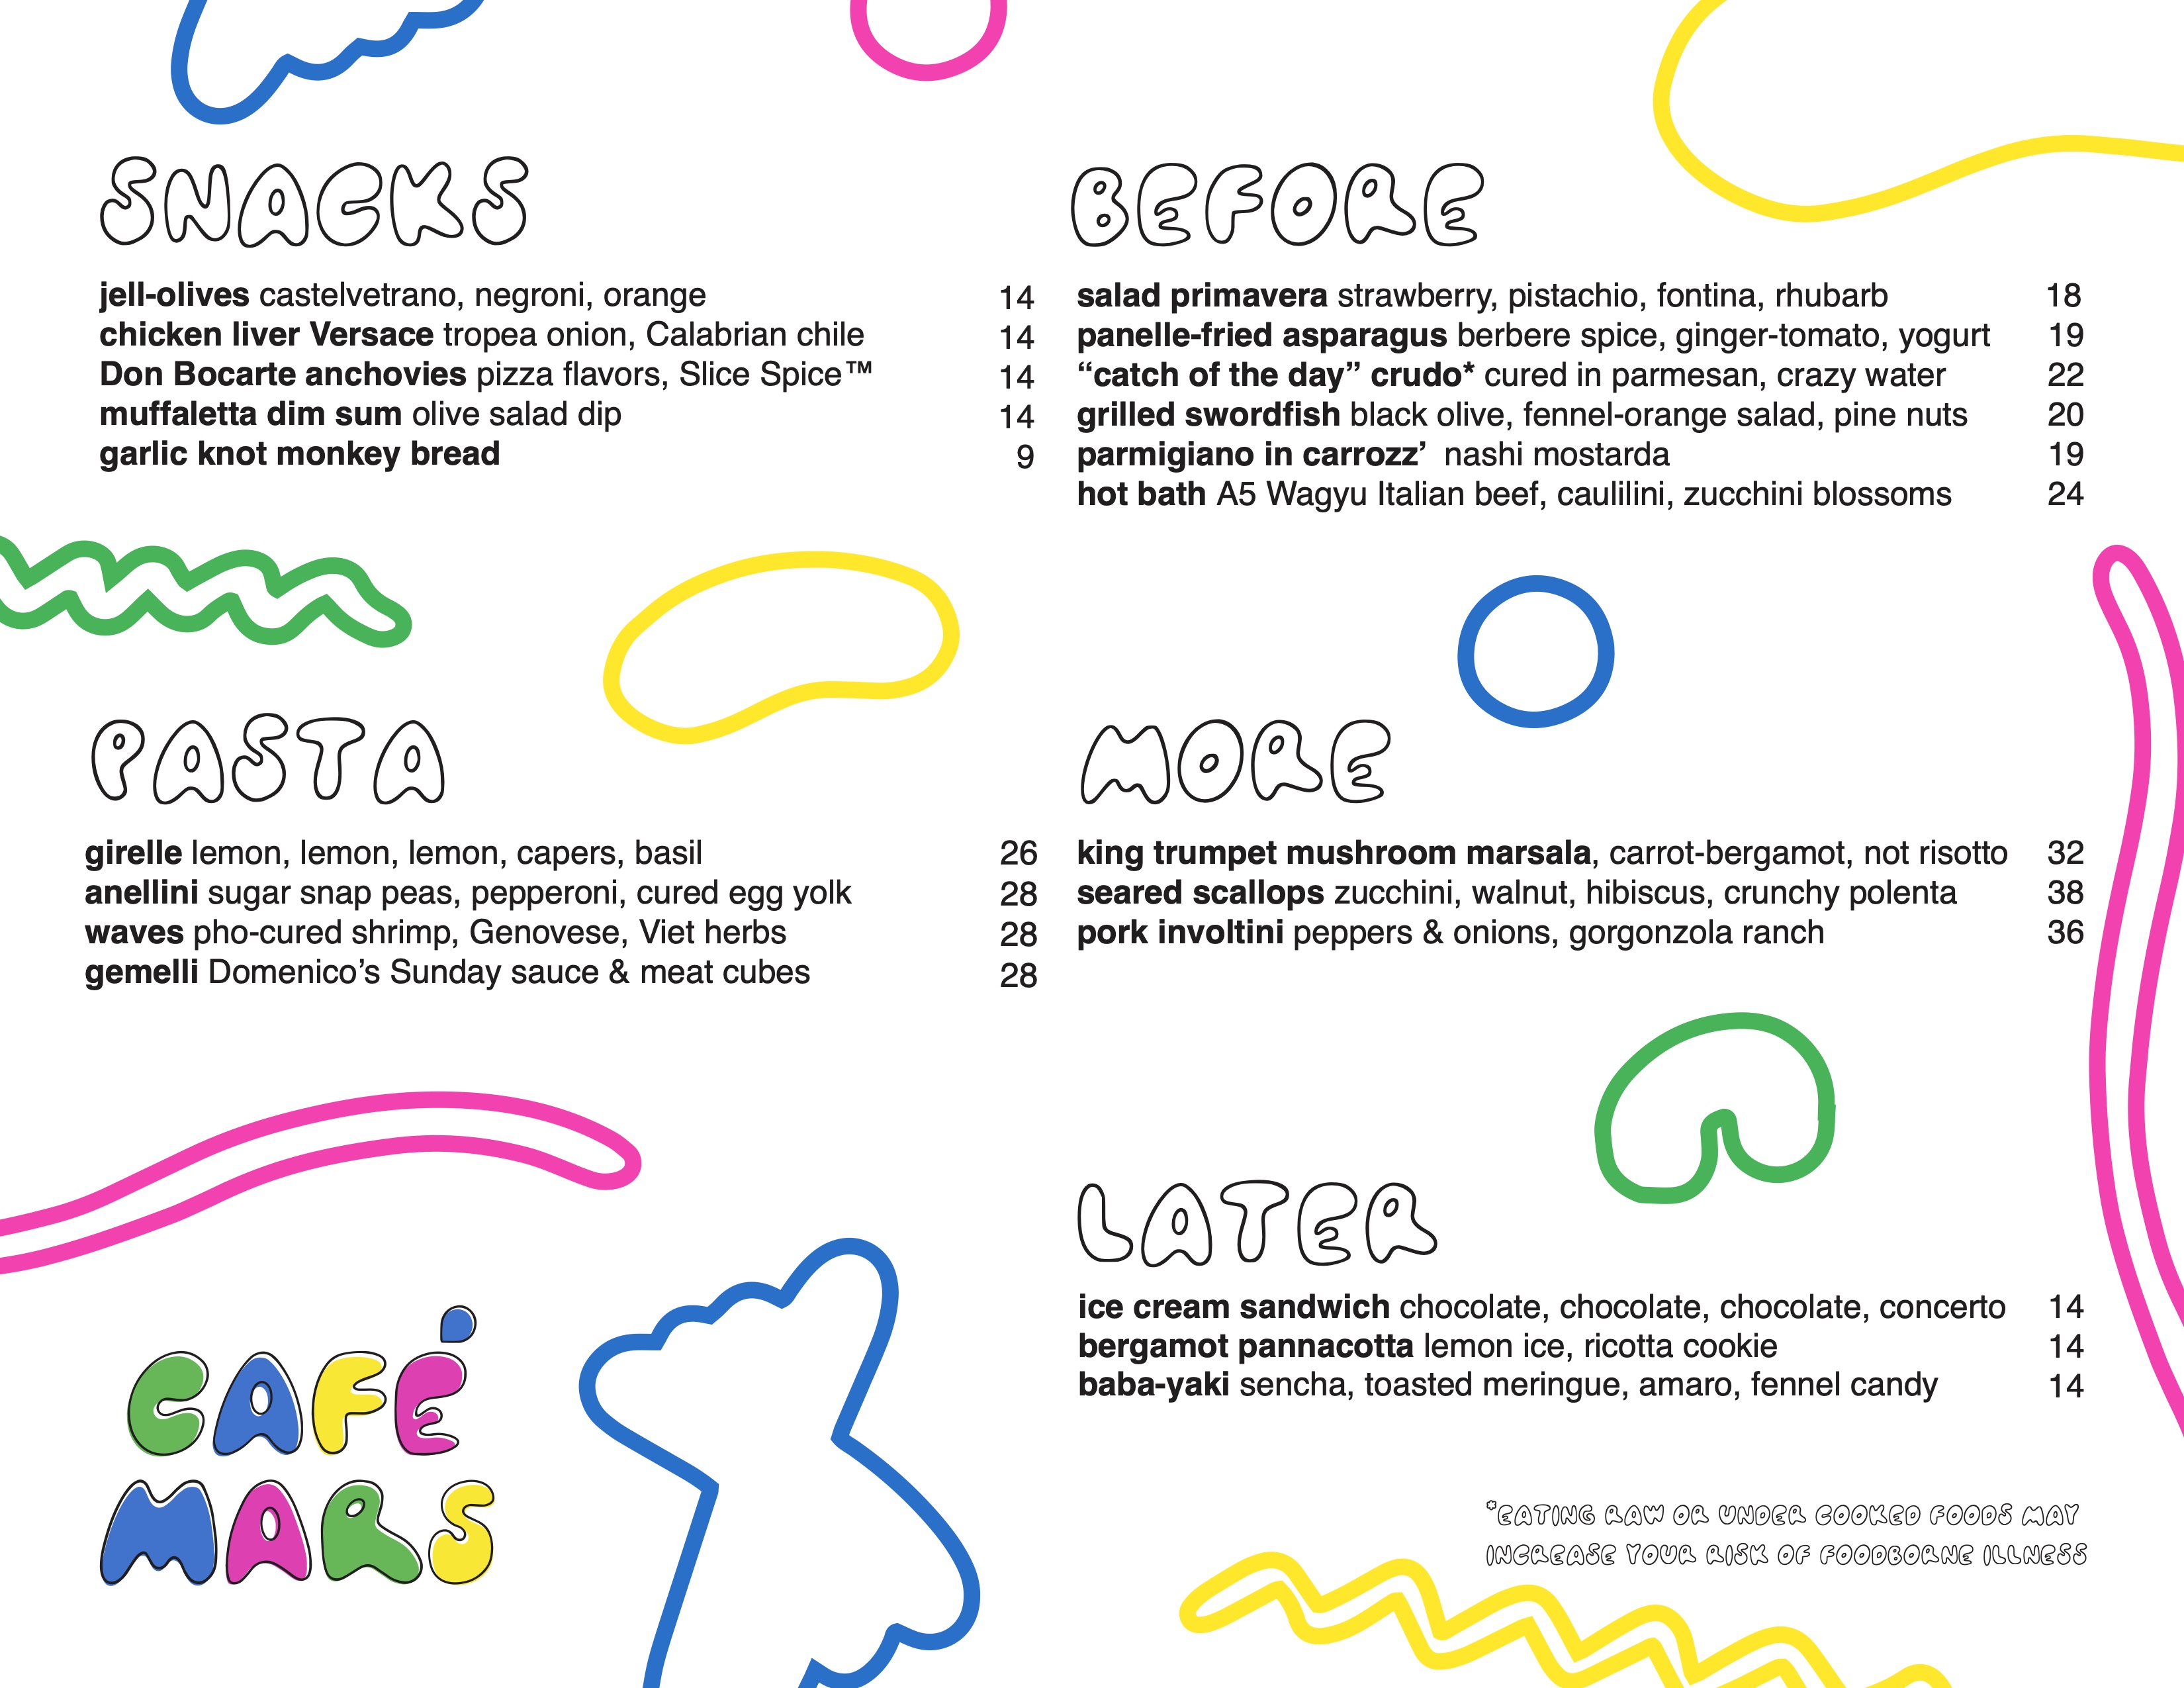 SNACKS
jell-olives castelvetrano, negroni, orange 14
chicken liver Versace tropea onion, Calabrian chile 14
Don Bocarte anchovies pizza flavors, Slice Spice™ 14
muffaletta dim sum olive salad dip 14
garlic knot monkey bread 9
BEFORE
salad primavera strawberry, pistachio, fontina, rhubarb 18
panelle-fried asparagus berbere spice, ginger-tomato, yogurt 19
“catch of the day” crudo* cured in parmesan, crazy water 22
grilled swordfish black olive, fennel-orange salad, pine nuts 20
parmigiano in carrozz’ nashi mostarda 19
hot bath A5 Wagyu Italian beef, caulilini, zucchini blossoms 24
PASTA
girelle lemon, lemon, lemon, capers, basil 26
anellini sugar snap peas, pepperoni, cured egg yolk 28
waves pho-cured shrimp, Genovese, Viet herbs 28
gemelli Domenico’s Sunday sauce & meat cubes 28
MORE
king trumpet mushroom marsala, carrot-bergamot, not risotto 32
seared scallops zucchini, walnut, hibiscus, crunchy polenta 38
pork involtini peppers & onions, gorgonzola ranch 36
LATER
ice cream sandwich chocolate, chocolate, chocolate, concerto 14
bergamot pannacotta lemon ice, ricotta cookie 14
baba-yaki sencha, toasted meringue, amaro, fennel candy 14
CAFÉ
MARS
*EATING RAW OR UNDER COOKED FOODS MAY
INCREASE YOUR RISK OF FOODBORNE ILLNESS